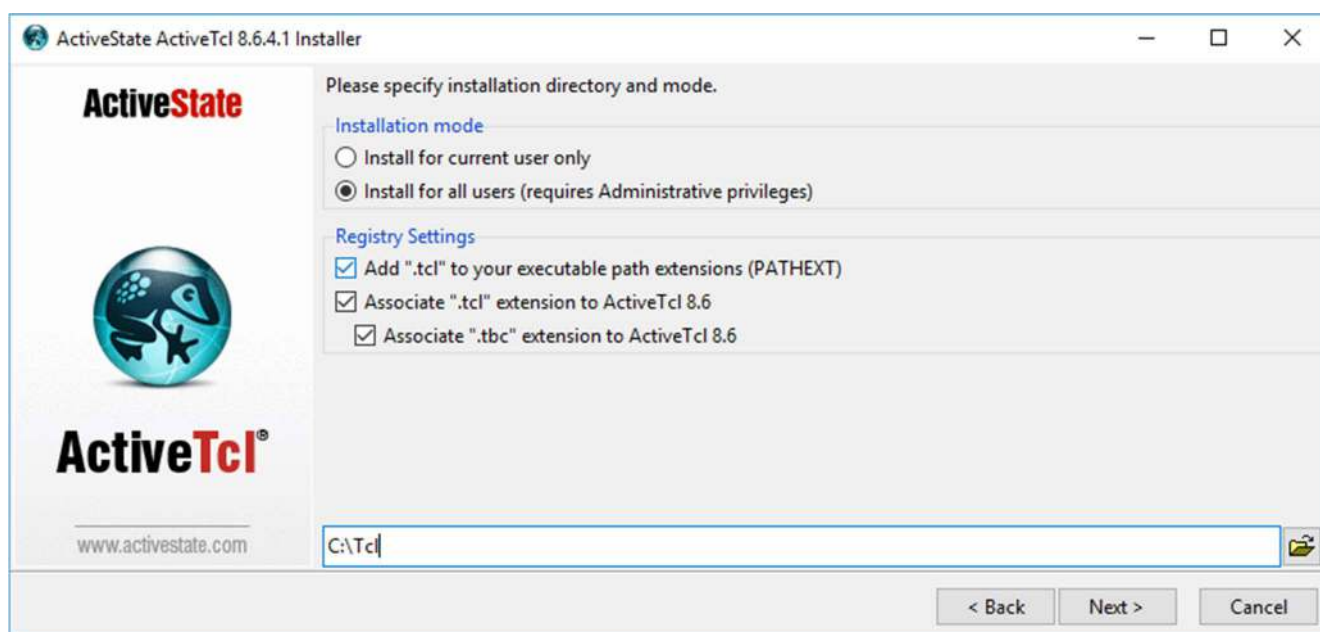 ActiveState ActiveTcl 8.6.4.1 Installer
ActiveState
Please specify installation directory and mode.
Installation mode
Install for current user only
Install for all users (requires Administrative privileges)
Registry Settings
Add ".tcl" to your executable path extensions (PATHEXT)
Associate ".tcl" extension to ActiveTcl 8.6
Associate ".tbc" extension to ActiveTcl 8.6
ActiveTcl®
www.activestate.com
C:\Tcl
< Back
Next >
Cancel